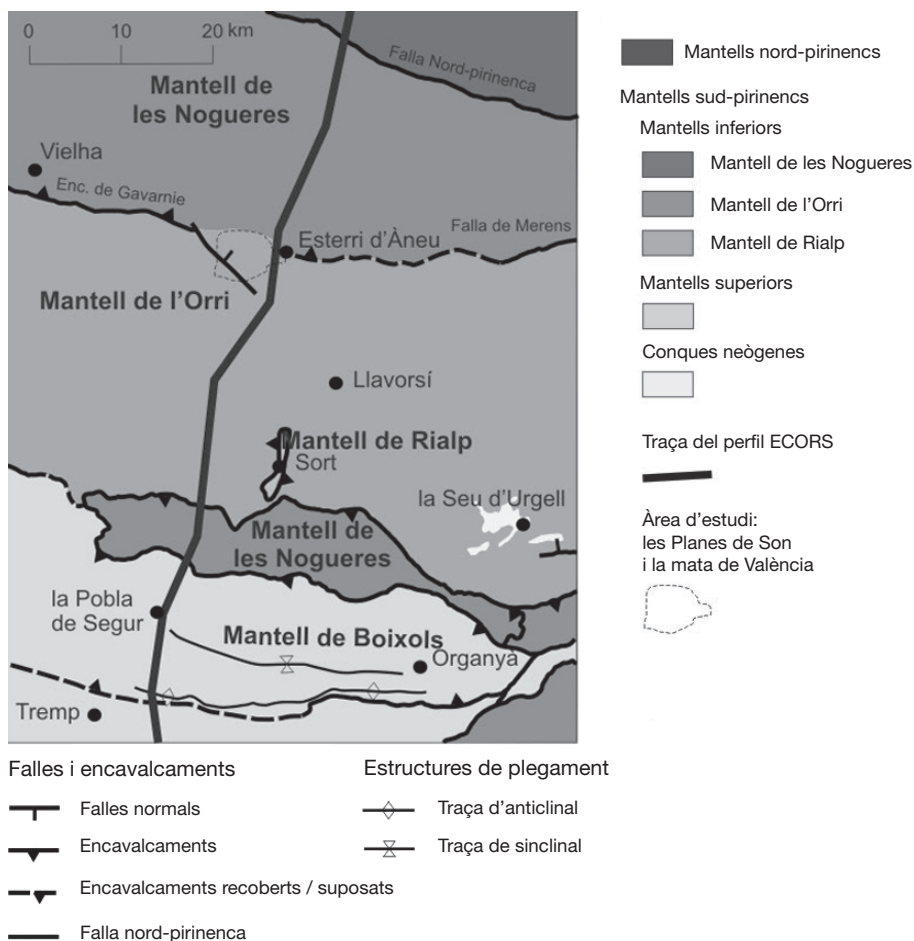 0 10 20 km
Falla Nord-pirinenca
Mantell de
les Nogueres
Vielha
Enc. de Gavarnie
Falla de Merens
Esterri d'Àneu
Mantell de l'Orri
Llavorsí
Mantell de Rialp
Sort
la Seu d'Urgell
Mantell de
les Nogueres
la Pobla
de Segur
Mantell de Boixols
Organyà
Tremp
Mantells nord-pirinencs
Mantells sud-pirinencs
Mantells inferiors
Mantell de les Nogueres
Mantell de l'Orri
Mantell de Rialp
Mantells superiors
Conques neògenes
Traça del perfil ECORS
Àrea d'estudi:
les Planes de Son
i la mata de València
Falles i encavalcaments
Falles normals
Encavalcaments
Encavalcaments recoberts / suposats
Falla nord-pirinenca
Estructures de plegament
Traça d'anticlinal
Traça de sinclinal